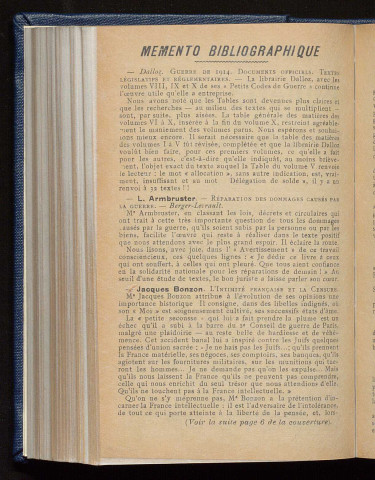 MEMENTO BIBLIOGRAPHIQUE
— Dalloz. GUERRE DE 1914. DOCUMENTS OFFICIELS. TEXTES
LÉGISLATIFS ET RÉGLEMENTAIRES. — La librairie Dalloz, avec les
volumes VIII, IX et X de ses « Petits Codes de Guerre » continue
l'œuvre utile qu'elle a entreprise.
Nous avons noté que les Tables sont devenues plus claires et
que les recherches — au milieu des textes qui se multiplient —
sont, par suite, plus aisées. La table générale des matières des
volumes VI à X, insérée à la fin du volume X, rentrent agréable-
ment le maniement des volumes parus. Nous espérons et souhai-
tons mieux encore. Il serait nécessaire que la table des matières
des volumes I à V fût révisée, complétée et que la librairie Dalloz
voulût bien faire, pour ces premiers volumes, ce qu'elle a fait
pour les autres, c'est-à-dire qu'elle indiquât, au moins briève-
ment, l'objet exact du texte auquel la Table du volume V renvoie
le lecteur : le mot « allocation », sans autre indication, est, vrai-
ment, insuffisant et au mot « Délégation de solde », il y a un
renvoi à 32 textes !!
— L. Armbruster. — RÉPARATION DES DOMMAGES CAUSÉS PAR
LA GUERRE. — Berger-Levrault.
Mᵉ Armbruster, en classant les lois, décrets et circulaires qui
ont trait à cette très importante question de tous les dommages
causés par la guerre, qu'ils soient subis par la personne ou par les
biens, facilite l'œuvre qui reste à réaliser dans le texte positif
que nous attendons avec le plus grand espoir. Il éclaire la route.
Nous lisons, avec joie, dans l'« Avertissement » de ce travail
consciencieux, ces quelques lignes : « Je dédie ce livre à ceux
qui ont souffert, à celles qui ont pleuré. Que tous aient confiance
en la solidarité nationale pour les réparations de demain ! » Au
seuil d'une étude de textes, le bon juriste a laissé parler son cœur.
— Jacques Bonzon. L'INTIMITÉ FRANÇAISE ET LA CENSURE.
Mᵉ Jacques Bonzon attribue à l'évolution de ses opinions une
importance historique. Il consigne, dans des libelles indignés, où
son « Moi » est soigneusement cultivé, ses successifs états d'âme.
La « petite secousse » qui lui a fait prendre la plume est un
échec qu'il a subi à la barre du 2ᵉ Conseil de guerre de Paris,
malgré une plaidoirie — au reste bulle de hardiesse et de véhé-
mence. Cet accident banal lui a inspiré contre les Juifs quelques
pensées d'union sacrée : « Je ne hais pas les Juifs... ; qu'ils prennent
la France matérielle, ses négoces, ses comptoirs, ses banques, qu'ils
agiotent sur les fournitures militaires, sur les munitions qui tue-
ront les hommes... Je ne demande pas qu'on les expulse... Mais
qu'ils nous laissent la France qu'ils ne peuvent pas comprendre,
celle qui nous enrichit du seul trésor que nous attendions d'elle.
Qu'ils ne touchent pas à la France intellectuelle. »
Qu'on ne s'y méprenne pas, Mᵉ Bonzon a la prétention d'in-
carner la France intellectuelle : il est l'adversaire de l'intolérance,
de tout ce qui porte atteinte à la liberté de la pensée, et, lors-
(Voir la suite page 6 de la couverture).